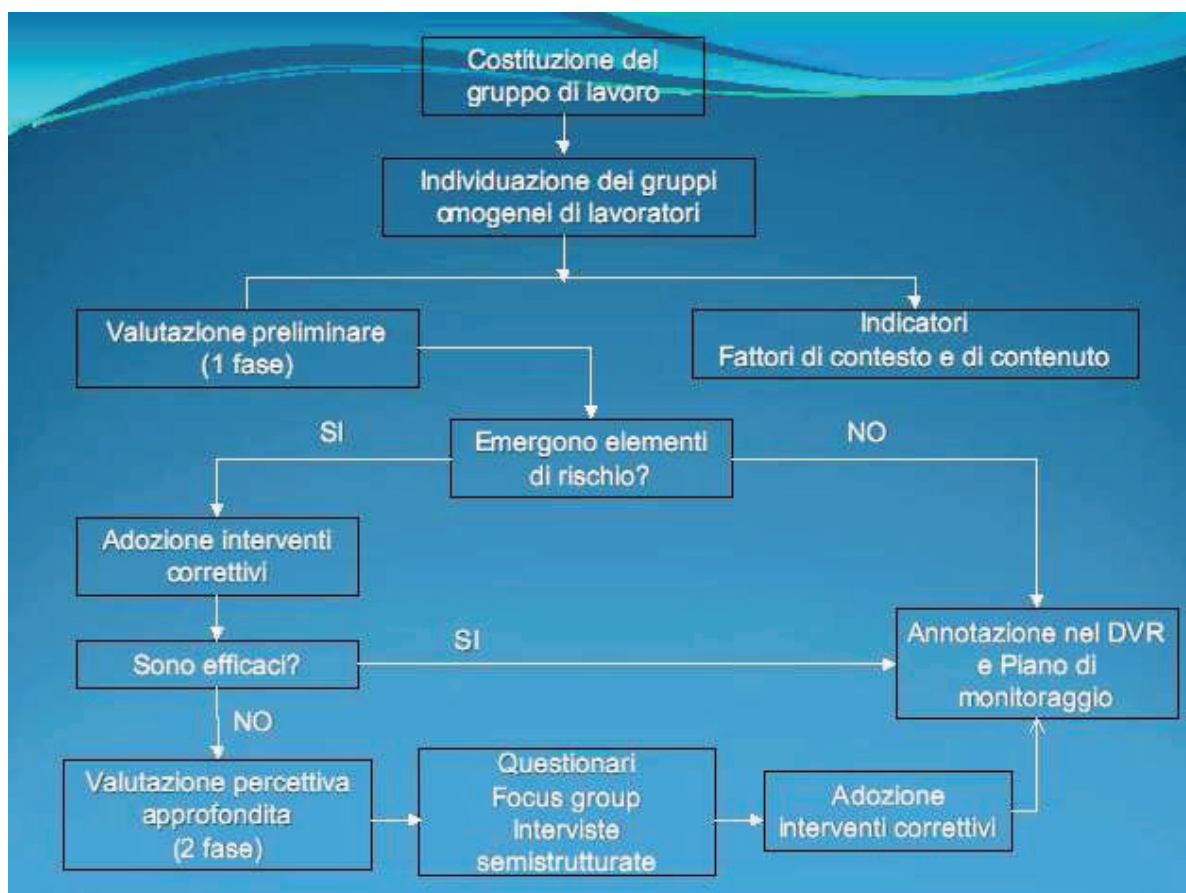 Costituzione del
gruppo di lavoro
Individuazione dei gruppi
omogenei di lavoratori
Valutazione preliminare
(1 fase)
Indicatori
Fattori di contesto e di contenuto
SI
Emergono elementi
di rischio?
NO
Adozione interventi
correttivi
Sono efficaci?
SI
Annotazione nel DVR
e Piano di
monitoraggio
NO
Valutazione percettiva
approfondita
(2 fase)
Questionari
Focus group
Interviste
semistrutturate
Adozione
interventi correttivi